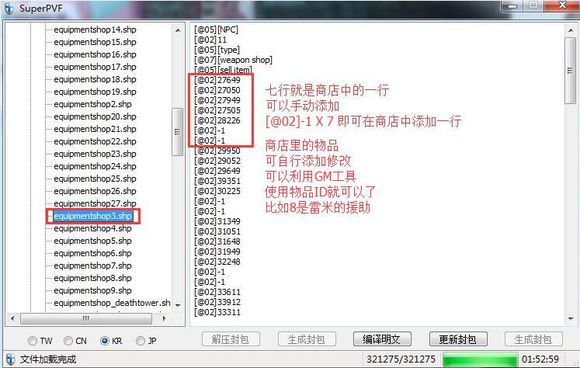 SuperPVF
equipmentshop14.shp
equipmentshop15.shp
equipmentshop16.shp
equipmentshop17.shp
equipmentshop18.shp
equipmentshop19.shp
equipmentshop2.shp
equipmentshop20.shp
equipmentshop21.shp
equipmentshop22.shp
equipmentshop23.shp
equipmentshop24.shp
equipmentshop25.shp
equipmentshop26.shp
equipmentshop27.shp
equipmentshop3.shp
equipmentshop4.shp
equipmentshop5.shp
equipmentshop6.shp
equipmentshop7.shp
equipmentshop8.shp
equipmentshop9.shp
equipmentshop_deathtower.sh
[@05][NPC]
[@02]11
[@05][type]
[@07][weapon shop]
[@05][sell item]
[@02]27649
[@02]27050
[@02]27949
[@02]27505
[@02]28226
[@02]-1
[@02]-1
[@02]29950
[@02]29052
[@02]29649
[@02]39351
[@02]30225
[@02]-1
[@02]-1
[@02]31349
[@02]31051
[@02]31648
[@02]31949
[@02]32248
[@02]-1
[@02]-1
[@02]33611
[@02]33912
[@02]33311
七行就是商店中的一行
可以手动添加
[@02]-1 X 7 即可在商店中添加一行
商店里的物品
可自行添加修改
可以利用GM工具
使用物品ID就可以了
比如8是雷米的援助
TW CN KR JP
解压封包 生成封包 编译明文 更新封包 生成封包
文件加载完成 321275/321275 01:52:59